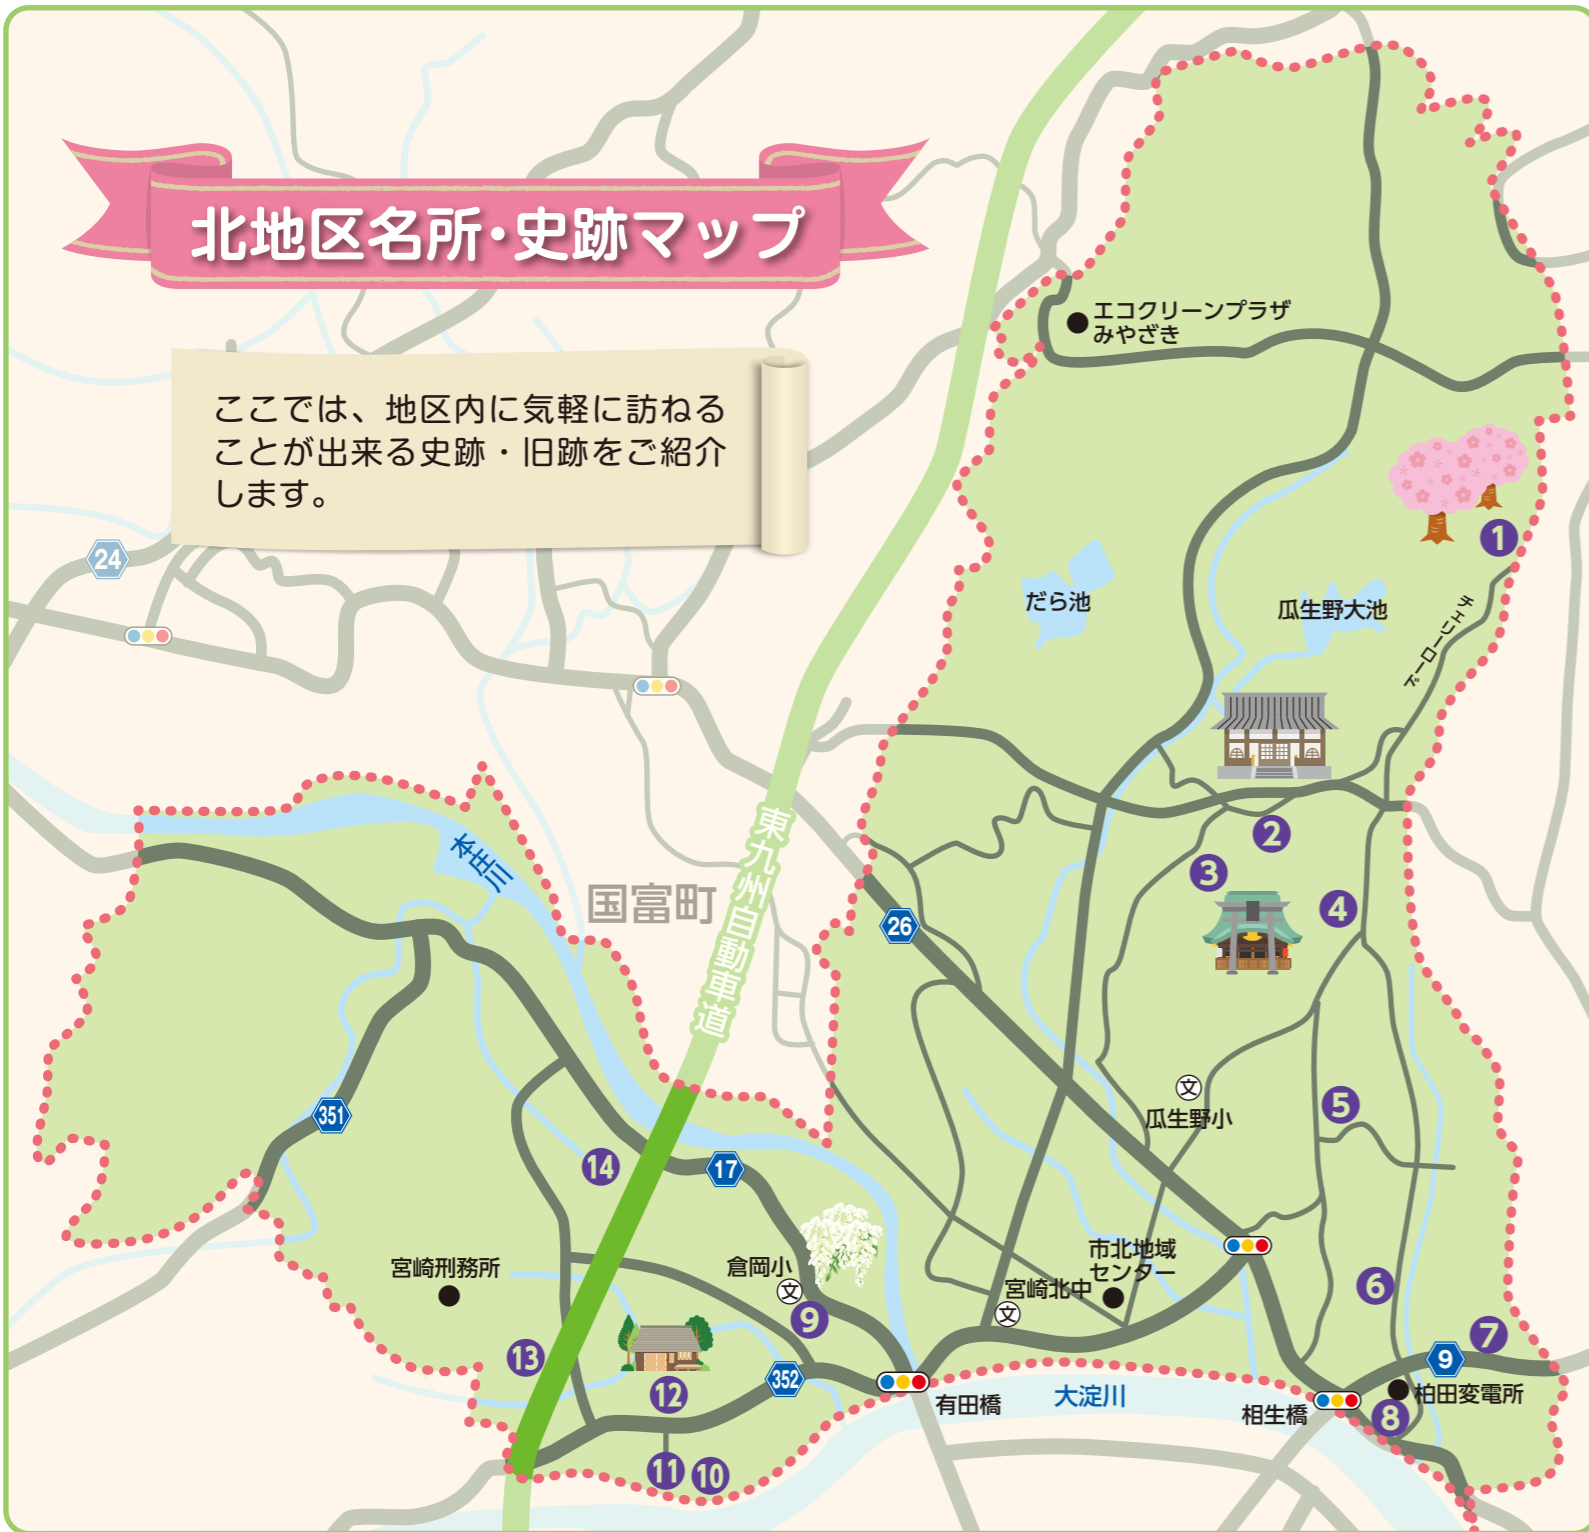 北地区名所・史跡マップ
ここでは、地区内に気軽に訪ねる
ことが出来る史跡・旧跡をご紹介
します。
エコクリーンプラザ
みやざき
24
1
だら池
瓜生野大池
チェリーロード
東九州自動車道
2
本庄川
国富町
3
26
4
351
文
瓜生野小
5
14
17
宮崎刑務所
倉岡小
文
9
市北地域
センター
宮崎北中
文
6
7
13
12
352
9
有田橋
大淀川
相生橋
柏田変電所
8
11
10